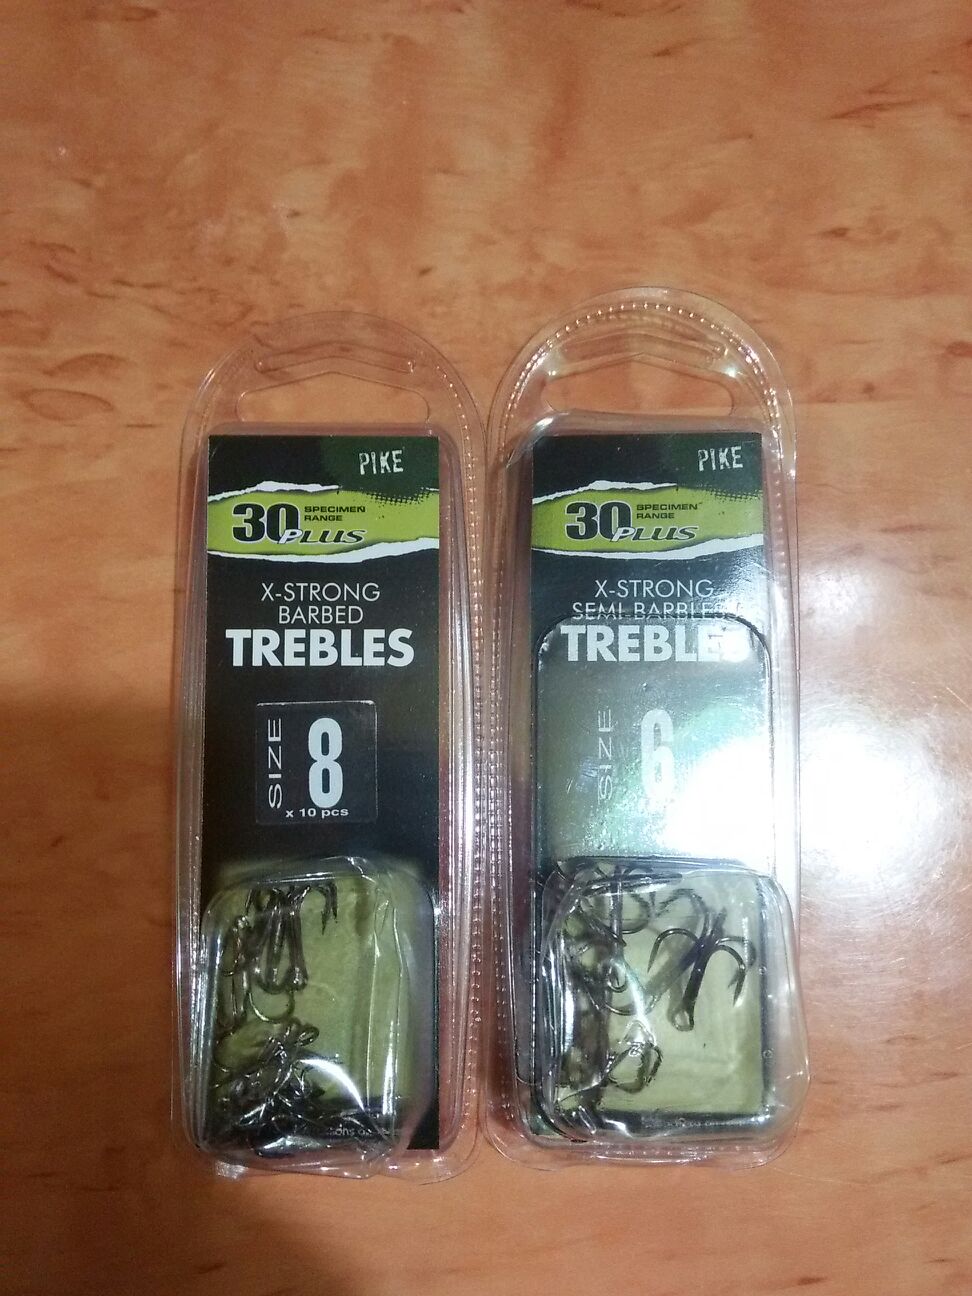 PIKE
30 PLUS
SPECIMEN
RANGE
X-STRONG
BARBED
TREBLES
SIZE
8
x 10 pcs
PIKE
30 PLUS
SPECIMEN™
RANGE
X-STRONG
SEMI BARBLESS
TREBLES
SIZE
6